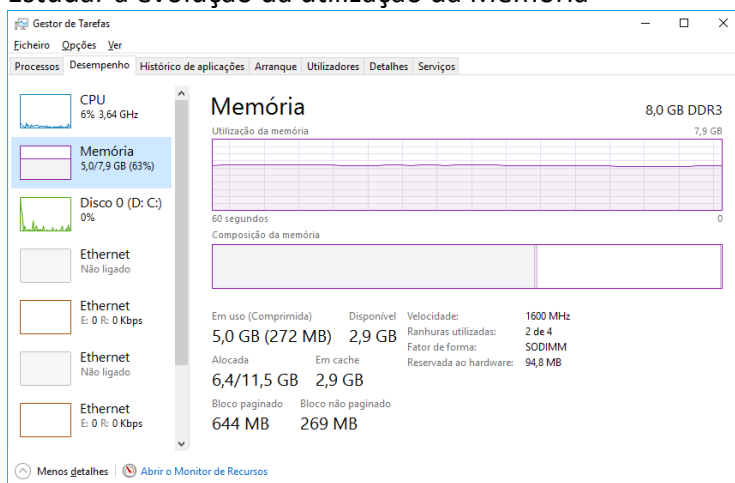 Estudar a evolução da utilização da Memória
Gestor de Tarefas
Ficheiro Opções Ver
Processos Desempenho Histórico de aplicações Arranque Utilizadores Detalhes Serviços
CPU
6% 3,64 GHz
Memória
5,0/7,9 GB (63%)
Disco 0 (D: C:)
0%
Ethernet
Não ligado
Ethernet
E: 0 R: 0 Kbps
Ethernet
Não ligado
Ethernet
E: 0 R: 0 Kbps
Memória 8,0 GB DDR3
Utilização da memória 7,9 GB
60 segundos 0
Composição da memória
Em uso (Comprimida) Disponível
5,0 GB (272 MB) 2,9 GB
Alocada Em cache
6,4/11,5 GB 2,9 GB
Bloco paginado Bloco não paginado
644 MB 269 MB
Velocidade: 1600 MHz
Ranhuras utilizadas: 2 de 4
Fator de forma: SODIMM
Reservada ao hardware: 94,8 MB
Menos detalhes Abrir o Monitor de Recursos